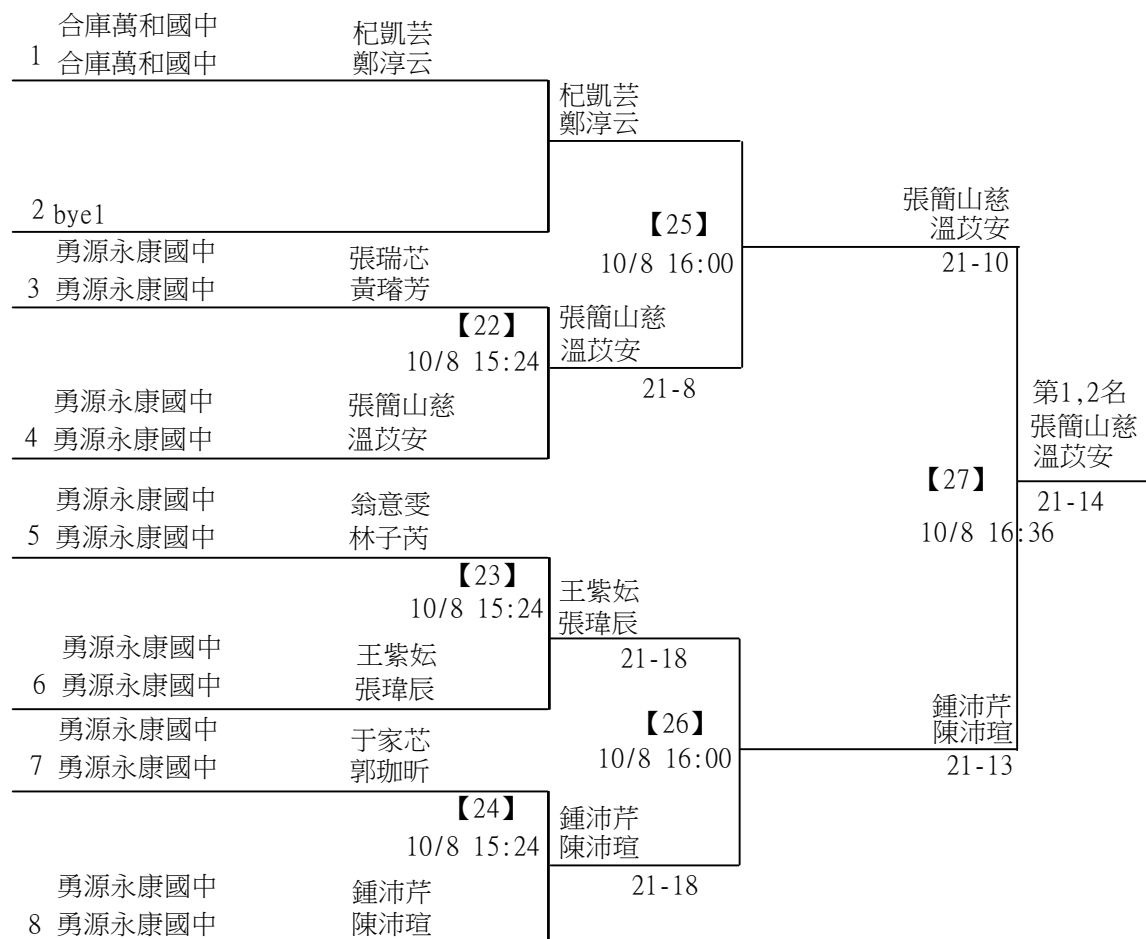 合庫萬和國中 杞凱芸
1 合庫萬和國中 鄭淳云
杞凱芸
鄭淳云
2 bye1
【25】
10/8 16:00
張簡山慈
溫苡安
21-10
勇源永康國中 張瑞芯
3 勇源永康國中 黃璿芳
【22】
10/8 15:24
張簡山慈
溫苡安
21-8
勇源永康國中 張簡山慈
4 勇源永康國中 溫苡安
第1,2名
張簡山慈
溫苡安
21-14
【27】
10/8 16:36
勇源永康國中 翁意雯
5 勇源永康國中 林子芮
【23】
10/8 15:24
王紫妘
張瑋辰
21-18
勇源永康國中 王紫妘
6 勇源永康國中 張瑋辰
【26】
10/8 16:00
鍾沛芹
陳沛瑄
21-13
勇源永康國中 于家芯
7 勇源永康國中 郭珈昕
【24】
10/8 15:24
鍾沛芹
陳沛瑄
21-18
勇源永康國中 鍾沛芹
8 勇源永康國中 陳沛瑄